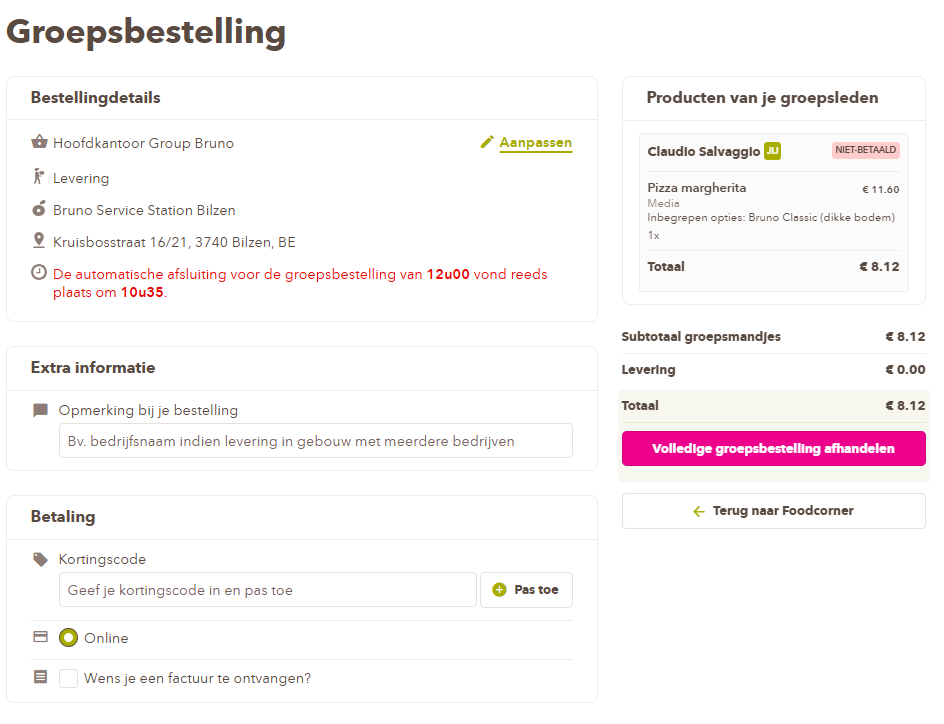 Groepsbestelling
Bestellingdetails
Hoofdkantoor Group Bruno
Aanpassen
Levering
Bruno Service Station Bilzen
Kruisbosstraat 16/21, 3740 Bilzen, BE
De automatische afsluiting voor de groepsbestelling van 12u00 vond reeds
plaats om 10u35.
Extra informatie
Opmerking bij je bestelling
Bv. bedrijfsnaam indien levering in gebouw met meerdere bedrijven
Betaling
Kortingscode
Geef je kortingscode in en pas toe
Pas toe
Online
Wens je een factuur te ontvangen?
Producten van je groepsleden
Claudio Salvaggio JIJ
NIET-BETAALD
Pizza margherita € 11.60
Media
Inbegrepen opties: Bruno Classic (dikke bodem)
1x
Totaal € 8.12
Subtotaal groepsmandjes € 8.12
Levering € 0.00
Totaal € 8.12
Volledige groepsbestelling afhandelen
Terug naar Foodcorner